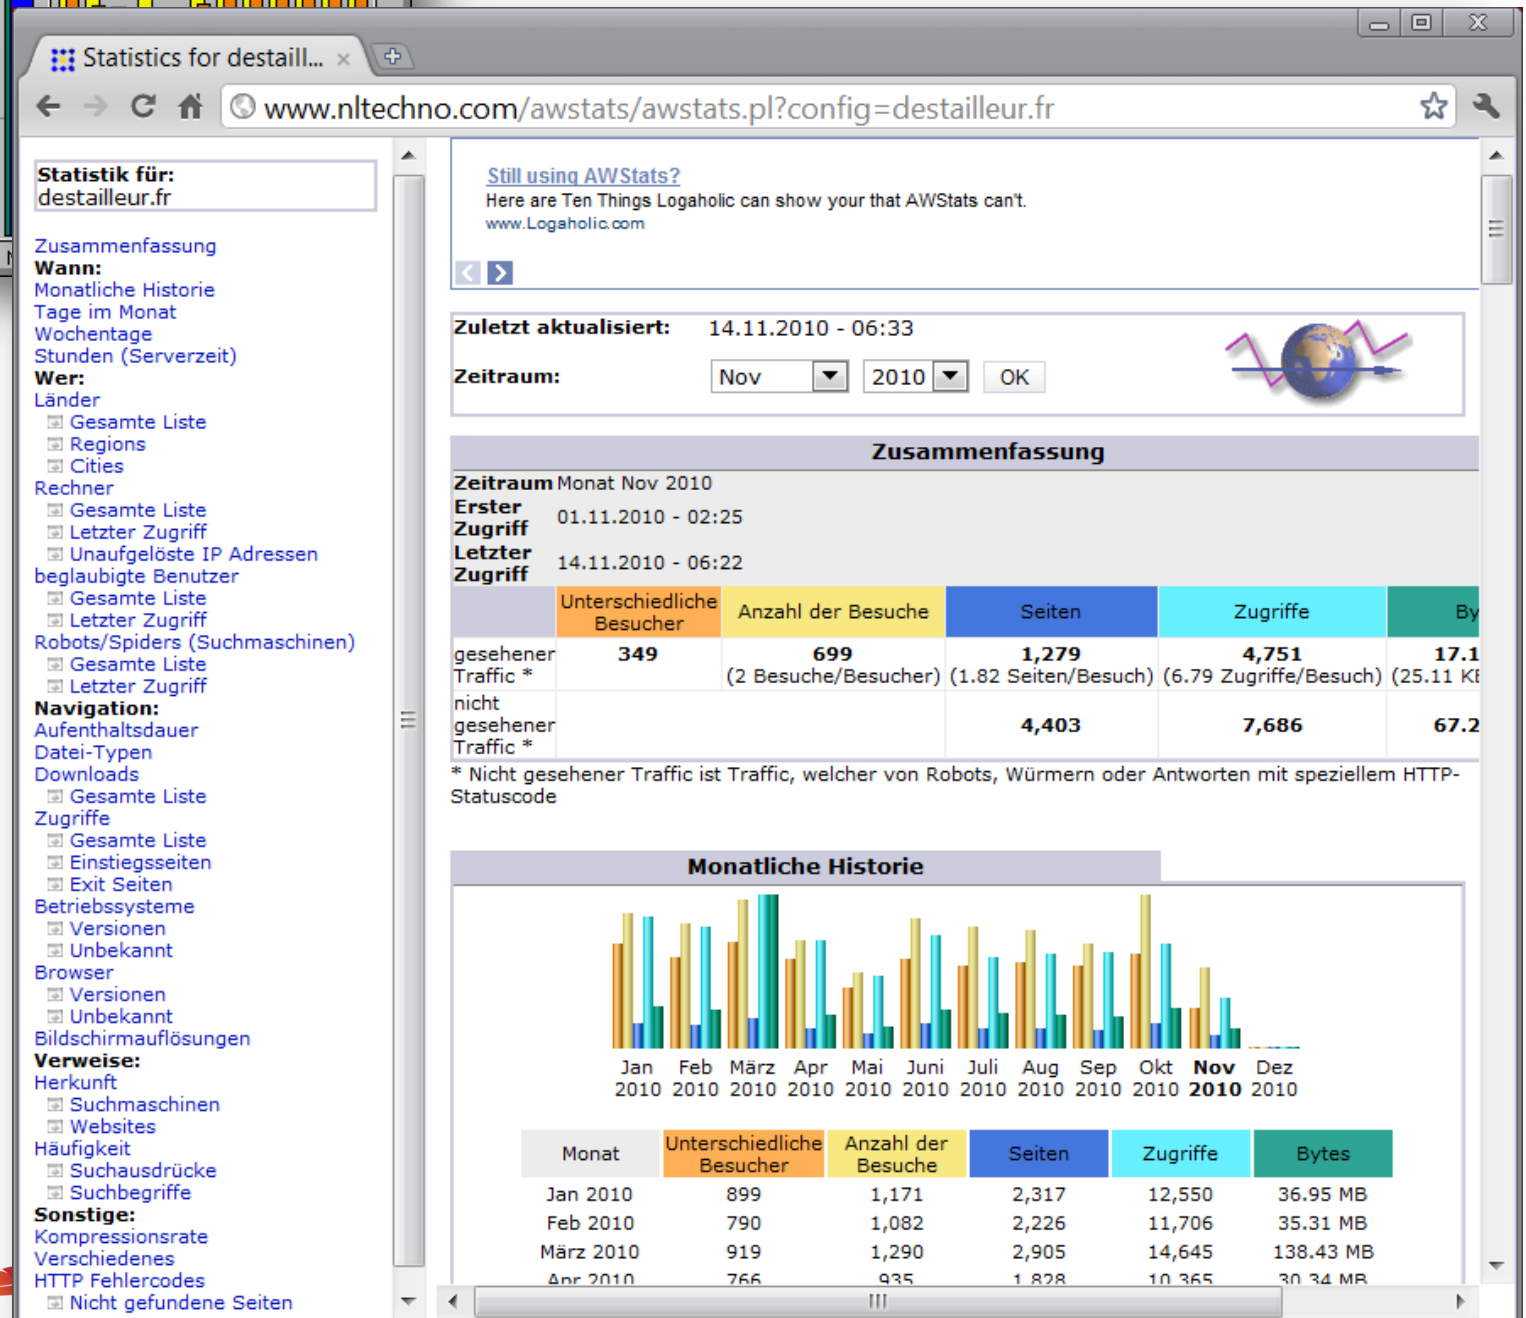 Statistics for destaill...
www.nltechno.com/awstats/awstats.pl?config=destailleur.fr
Statistik für:
destailleur.fr
Zusammenfassung
Wann:
Monatliche Historie
Tage im Monat
Wochentage
Stunden (Serverzeit)
Wer:
Länder
Gesamte Liste
Regions
Cities
Rechner
Gesamte Liste
Letzter Zugriff
Unaufgelöste IP Adressen
beglaubigte Benutzer
Gesamte Liste
Letzter Zugriff
Robots/Spiders (Suchmaschinen)
Gesamte Liste
Letzter Zugriff
Navigation:
Aufenthaltsdauer
Datei-Typen
Downloads
Gesamte Liste
Zugriffe
Gesamte Liste
Einstiegsseiten
Exit Seiten
Betriebssysteme
Versionen
Unbekannt
Browser
Versionen
Unbekannt
Bildschirmauflösungen
Verweise:
Herkunft
Suchmaschinen
Websites
Häufigkeit
Suchausdrücke
Suchbegriffe
Sonstige:
Kompressionsrate
Verschiedenes
HTTP Fehlercodes
Nicht gefundene Seiten
Still using AWStats?
Here are Ten Things Logaholic can show your that AWStats can't.
www.Logaholic.com
Zuletzt aktualisiert: 14.11.2010 - 06:33
Zeitraum: Nov 2010 OK
Zusammenfassung
Zeitraum Monat Nov 2010
Erster Zugriff 01.11.2010 - 02:25
Letzter Zugriff 14.11.2010 - 06:22
Unterschiedliche Besucher Anzahl der Besuche Seiten Zugriffe By
gesehener Traffic * 349 699 1,279 4,751 17.1
(2 Besuche/Besucher) (1.82 Seiten/Besuch) (6.79 Zugriffe/Besuch) (25.11 K
nicht gesehener Traffic * 4,403 7,686 67.2
* Nicht gesehener Traffic ist Traffic, welcher von Robots, Würmern oder Antworten mit speziellem HTTP-
Statuscode
Monatliche Historie
Jan Feb März Apr Mai Juni Juli Aug Sep Okt Nov Dez
2010 2010 2010 2010 2010 2010 2010 2010 2010 2010 2010 2010
Monat Unterschiedliche Besucher Anzahl der Besuche Seiten Zugriffe Bytes
Jan 2010 899 1,171 2,317 12,550 36.95 MB
Feb 2010 790 1,082 2,226 11,706 35.31 MB
März 2010 919 1,290 2,905 14,645 138.43 MB
Apr 2010 766 935 1,828 10,365 30.34 MB